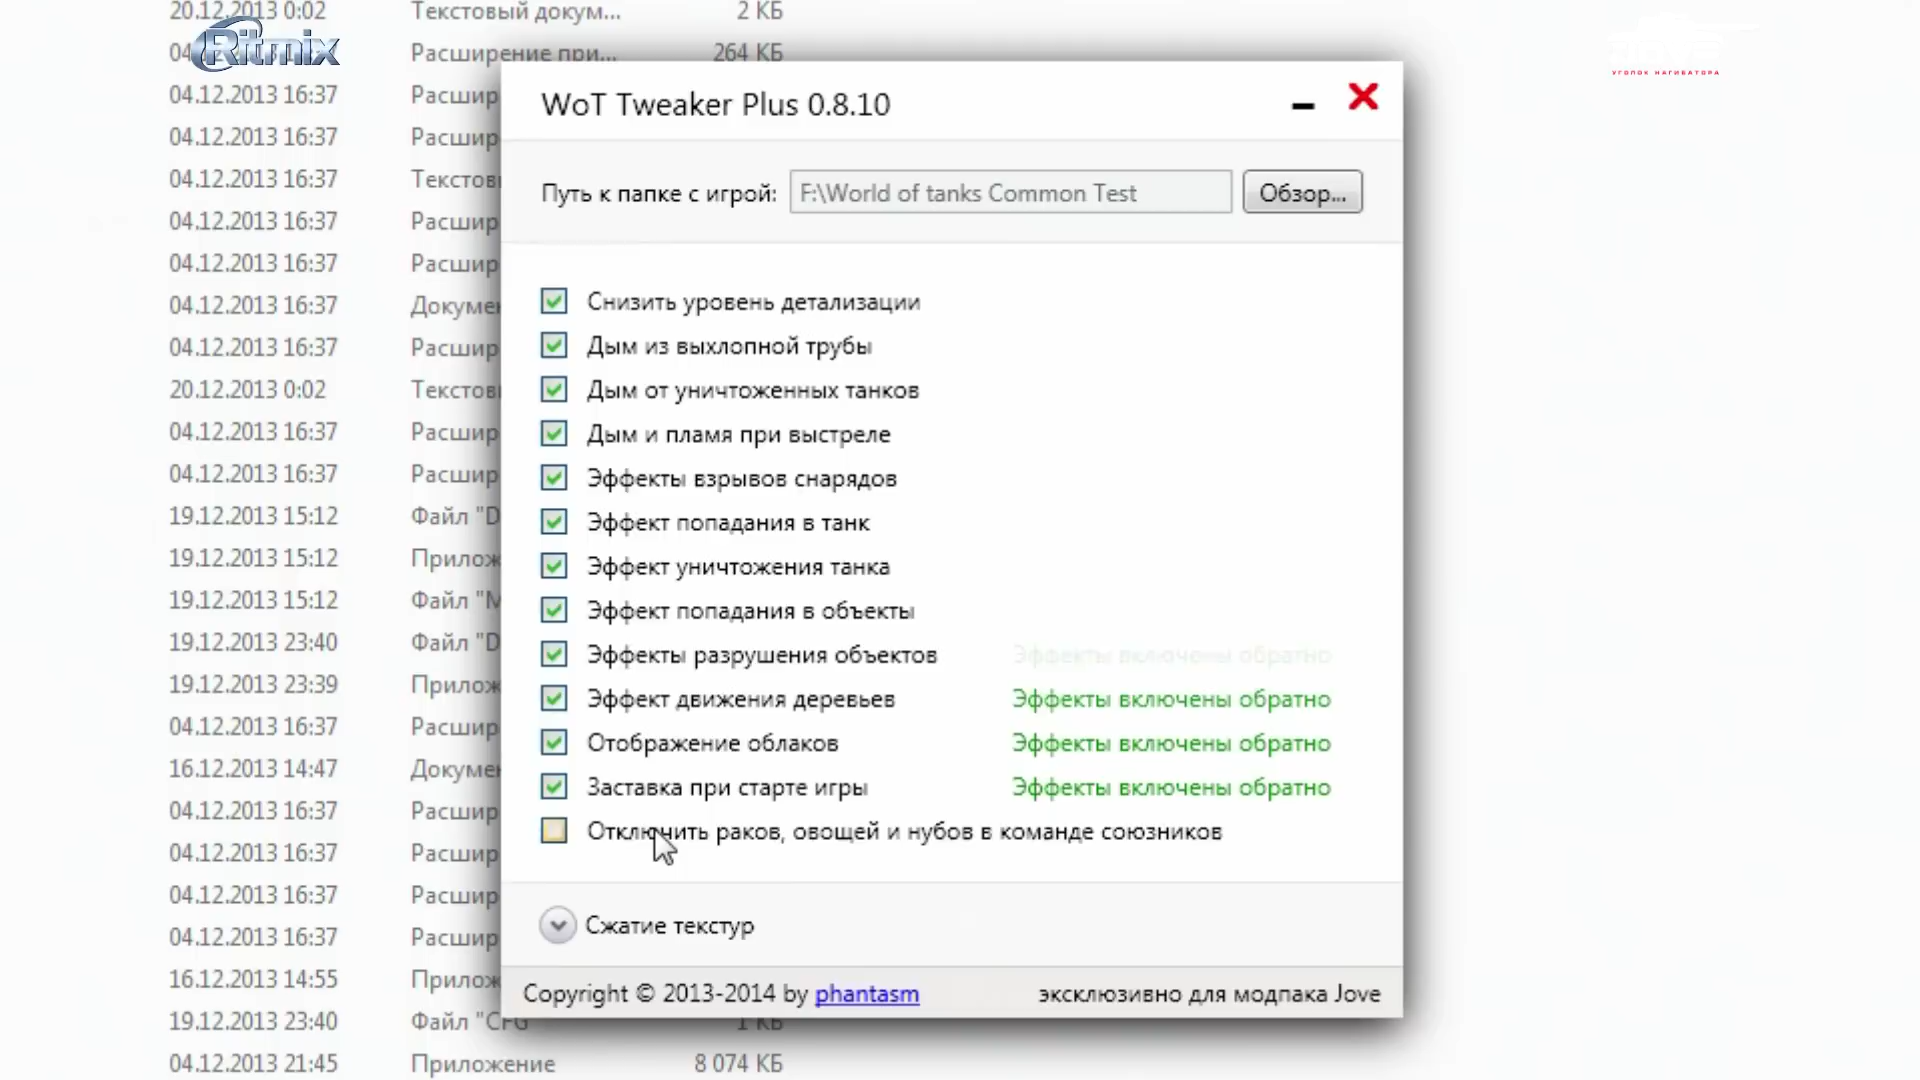 20.12.2013 0:02 Текстовый докум... 2 КБ
Ritmix
04. Расширение при... 264 КБ
УГОЛОК НАГИБАТОРА
04.12.2013 16:37 Расшир
WoT Tweaker Plus 0.8.10
04.12.2013 16:37 Расшир
04.12.2013 16:37 Текстов
Путь к папке с игрой: F:\World of tanks Common Test Обзор...
04.12.2013 16:37 Расшир
04.12.2013 16:37 Расшир
04.12.2013 16:37 Докумен
Снизить уровень детализации
04.12.2013 16:37 Расшир
Дым из выхлопной трубы
20.12.2013 0:02 Текстов
Дым от уничтоженных танков
04.12.2013 16:37 Расшир
Дым и пламя при выстреле
04.12.2013 16:37 Расшир
Эффекты взрывов снарядов
19.12.2013 15:12 Файл "D
Эффект попадания в танк
19.12.2013 15:12 Прилож
Эффект уничтожения танка
19.12.2013 15:12 Файл "M
Эффект попадания в объекты
19.12.2013 23:40 Файл "D
Эффекты разрушения объектов Эффекты включены обратно
19.12.2013 23:39 Прилож
Эффект движения деревьев Эффекты включены обратно
04.12.2013 16:37 Расшир
Отображение облаков Эффекты включены обратно
16.12.2013 14:47 Докумен
Заставка при старте игры Эффекты включены обратно
04.12.2013 16:37 Расшир
Отключить раков, овощей и нубов в команде союзников
04.12.2013 16:37 Расшир
04.12.2013 16:37 Расшир
Сжатие текстур
04.12.2013 16:37 Расшир
16.12.2013 14:55 Прилож
Copyright © 2013-2014 by phantasm эксклюзивно для модпака Jove
19.12.2013 23:40 Файл "CFG" 1 КБ
04.12.2013 21:45 Приложение 8 074 КБ